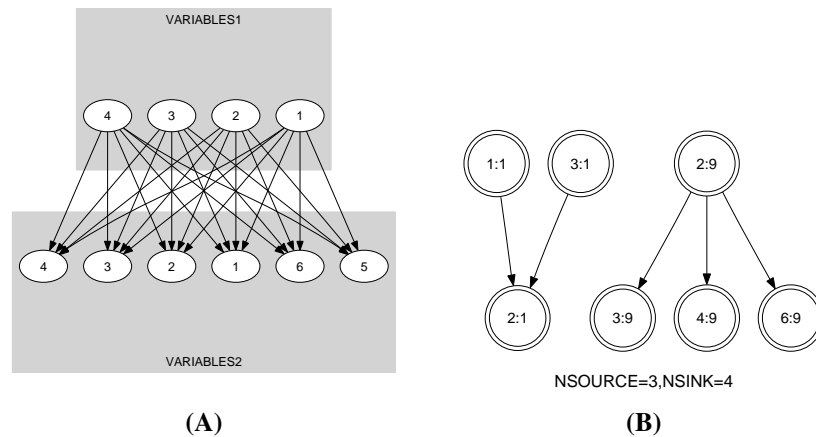 VARIABLES1
4 3 2 1
4 3 2 1 6 5
VARIABLES2
(A)
1:1 3:1 2:9
2:1 3:9 4:9 6:9
NSOURCE=3,NSINK=4
(B)